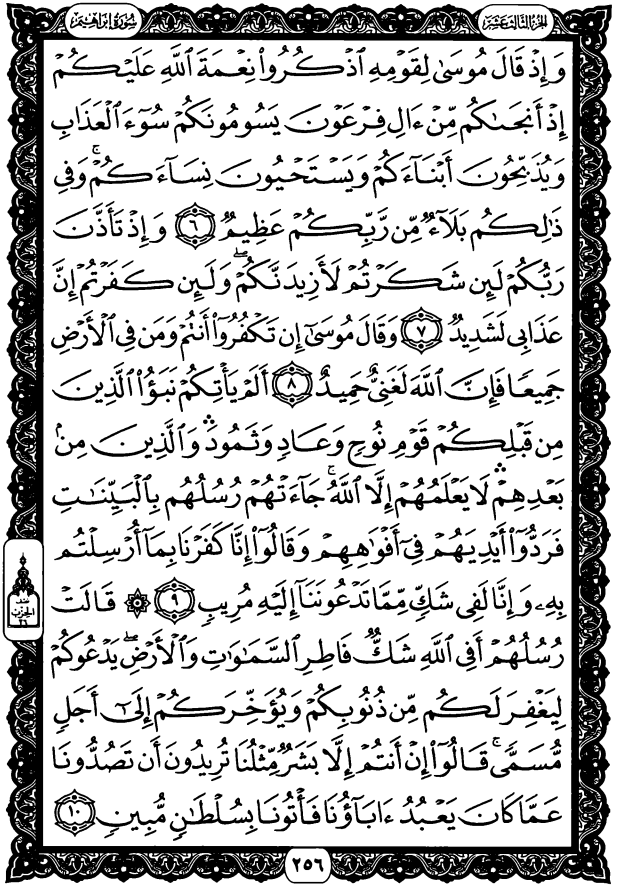 الجزء الثالث عشر
سورة إبراهيم
وَإِذْ قَالَ مُوسَىٰ لِقَوْمِهِ ٱذْكُرُوا۟ نِعْمَةَ ٱللَّهِ عَلَيْكُمْ
إِذْ أَنجَىٰكُم مِّنْ ءَالِ فِرْعَوْنَ يَسُومُونَكُمْ سُوٓءَ ٱلْعَذَابِ
وَيُذَبِّحُونَ أَبْنَآءَكُمْ وَيَسْتَحْيُونَ نِسَآءَكُمْ ۚ وَفِى
ذَٰلِكُم بَلَآءٌ مِّن رَّبِّكُمْ عَظِيمٌ ٦ وَإِذْ تَأَذَّنَ
رَبُّكُمْ لَئِن شَكَرْتُمْ لَأَزِيدَنَّكُمْ ۖ وَلَئِن كَفَرْتُمْ إِنَّ
عَذَابِى لَشَدِيدٌ ٧ وَقَالَ مُوسَىٰٓ إِن تَكْفُرُوٓا۟ أَنتُمْ وَمَن فِى ٱلْأَرْضِ
جَمِيعًا فَإِنَّ ٱللَّهَ لَغَنِىٌّ حَمِيدٌ ٨ أَلَمْ يَأْتِكُمْ نَبَؤُا۟ ٱلَّذِينَ
مِن قَبْلِكُمْ قَوْمِ نُوحٍ وَعَادٍ وَثَمُودَ ۛ وَٱلَّذِينَ مِنۢ
بَعْدِهِمْ ۛ لَا يَعْلَمُهُمْ إِلَّا ٱللَّهُ ۚ جَآءَتْهُمْ رُسُلُهُم بِٱلْبَيِّنَٰتِ
فَرَدُّوٓا۟ أَيْدِيَهُمْ فِىٓ أَفْوَٰهِهِمْ وَقَالُوٓا۟ إِنَّا كَفَرْنَا بِمَآ أُرْسِلْتُم
بِهِۦ وَإِنَّا لَفِى شَكٍّ مِّمَّا تَدْعُونَنَآ إِلَيْهِ مُرِيبٍ ٩ ۞ قَالَتْ
رُسُلُهُمْ أَفِى ٱللَّهِ شَكٌّ فَاطِرِ ٱلسَّمَٰوَٰتِ وَٱلْأَرْضِ ۖ يَدْعُوكُمْ
لِيَغْفِرَ لَكُم مِّن ذُنُوبِكُمْ وَيُؤَخِّرَكُمْ إِلَىٰٓ أَجَلٍ
مُّسَمًّى ۚ قَالُوٓا۟ إِنْ أَنتُمْ إِلَّا بَشَرٌ مِّثْلُنَا تُرِيدُونَ أَن تَصُدُّونَا
عَمَّا كَانَ يَعْبُدُ ءَابَآؤُنَا فَأْتُونَا بِسُلْطَٰنٍ مُّبِينٍ ١٠
الحزب
٢٦
٢٥٦